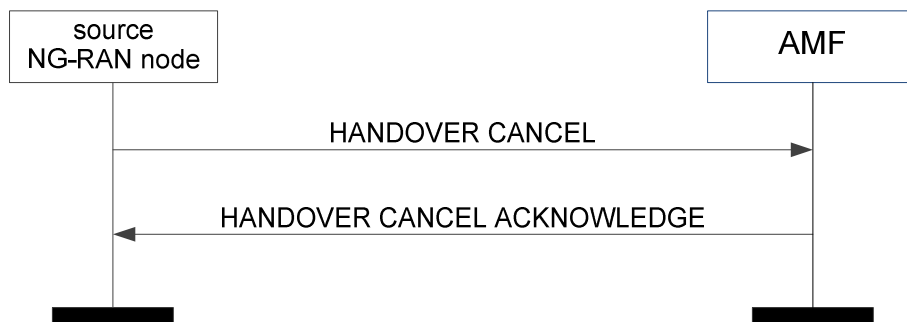 source
NG-RAN node
AMF
HANDOVER CANCEL
HANDOVER CANCEL ACKNOWLEDGE